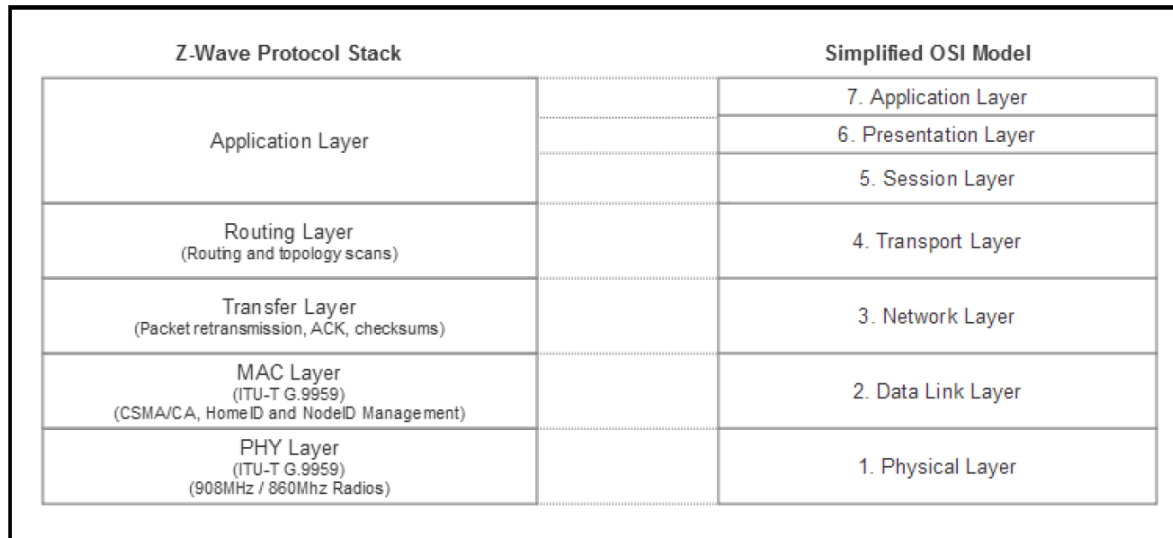 Z-Wave Protocol Stack
Simplified OSI Model
Application Layer
7. Application Layer
6. Presentation Layer
5. Session Layer
Routing Layer
(Routing and topology scans)
4. Transport Layer
Transfer Layer
(Packet retransmission, ACK, checksums)
3. Network Layer
MAC Layer
(ITU-T G.9959)
(CSMA/CA, HomeID and NodeID Management)
2. Data Link Layer
PHY Layer
(ITU-T G.9959)
(908MHz / 860Mhz Radios)
1. Physical Layer